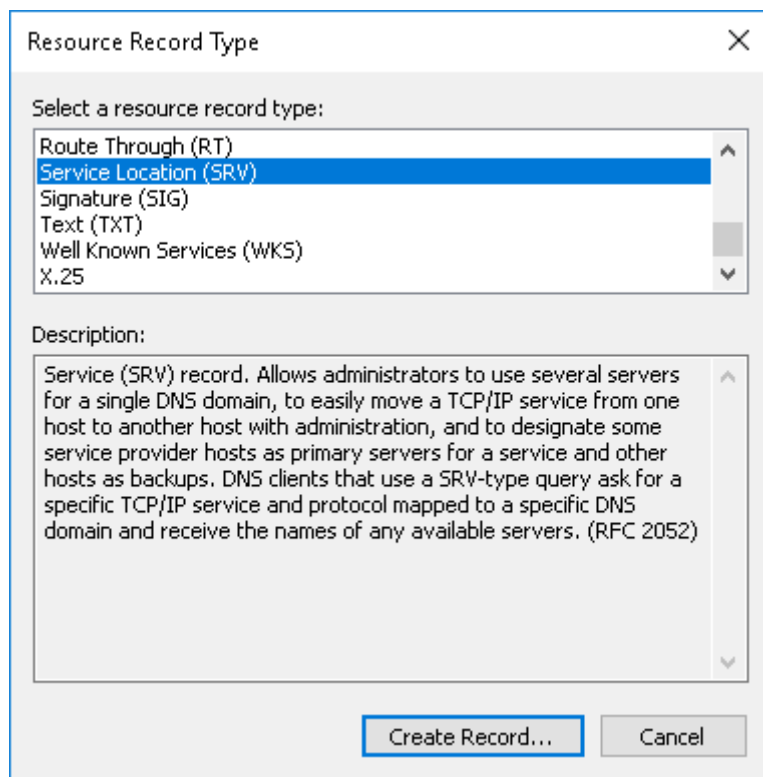 Resource Record Type
Select a resource record type:
Route Through (RT)
Service Location (SRV)
Signature (SIG)
Text (TXT)
Well Known Services (WKS)
X.25
Description:
Service (SRV) record. Allows administrators to use several servers
for a single DNS domain, to easily move a TCP/IP service from one
host to another host with administration, and to designate some
service provider hosts as primary servers for a service and other
hosts as backups. DNS clients that use a SRV-type query ask for a
specific TCP/IP service and protocol mapped to a specific DNS
domain and receive the names of any available servers. (RFC 2052)
Create Record...
Cancel